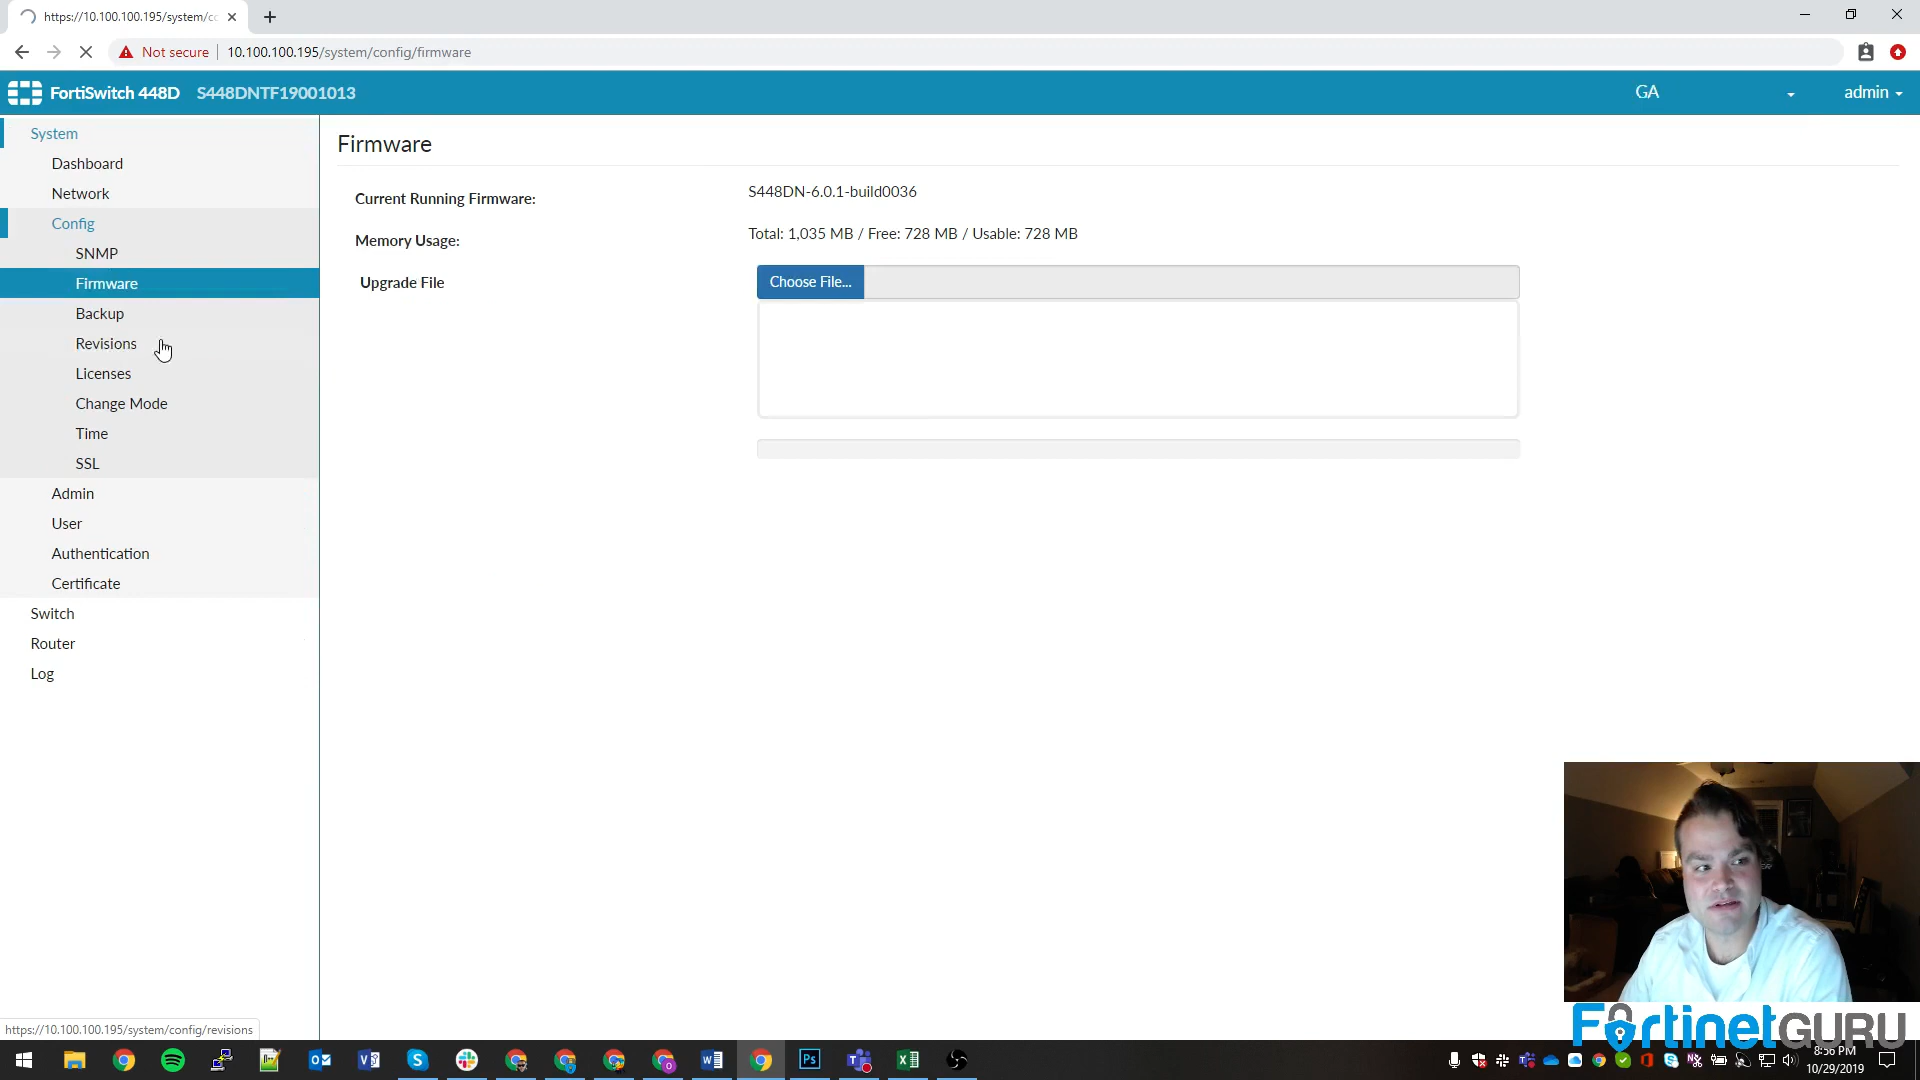 https://10.100.100.195/system/cc
Not secure
10.100.100.195/system/config/firmware
FortiSwitch 448D S448DNTF19001013
GA
admin
System
Dashboard
Network
Config
SNMP
Firmware
Backup
Revisions
Licenses
Change Mode
Time
SSL
Admin
User
Authentication
Certificate
Switch
Router
Log
Firmware
Current Running Firmware: S448DN-6.0.1-build0036
Memory Usage: Total: 1,035 MB / Free: 728 MB / Usable: 728 MB
Upgrade File Choose File...
https://10.100.100.195/system/config/revisions
FortinetGURU
8:56 PM
10/29/2019